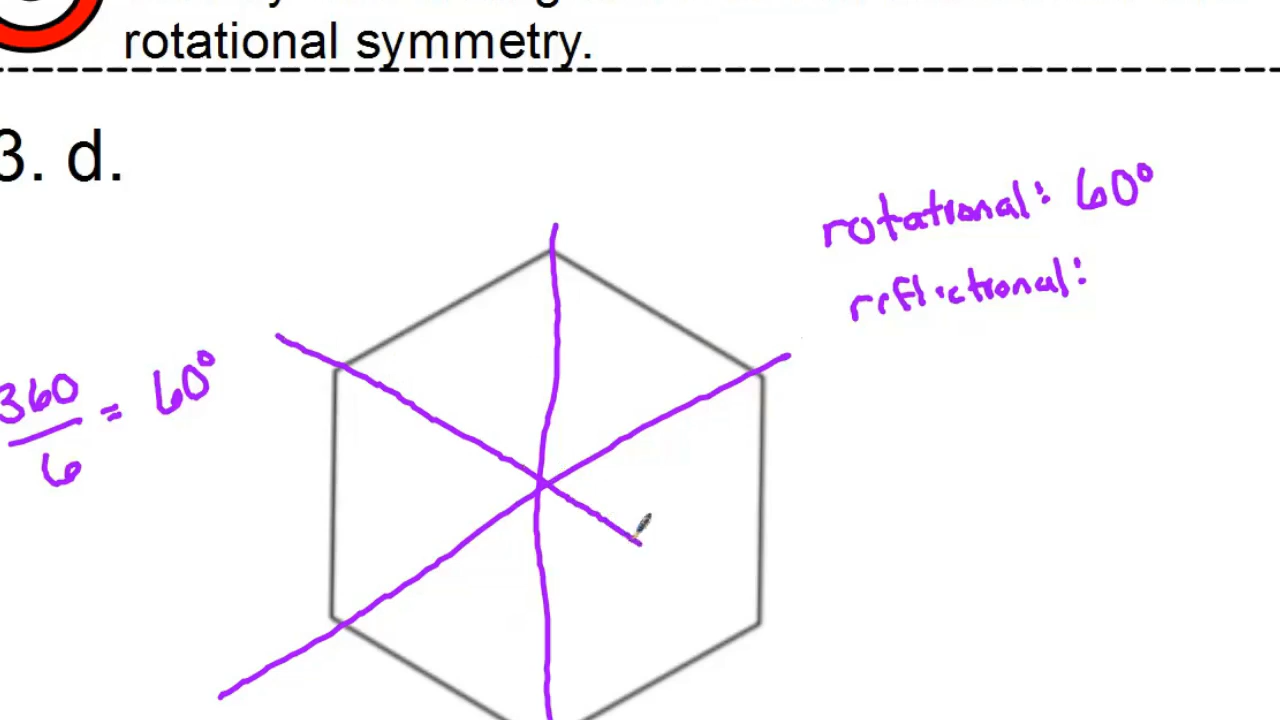 rotational symmetry.
3. d.
rotational: 60°
reflectional:
360/6 = 60°